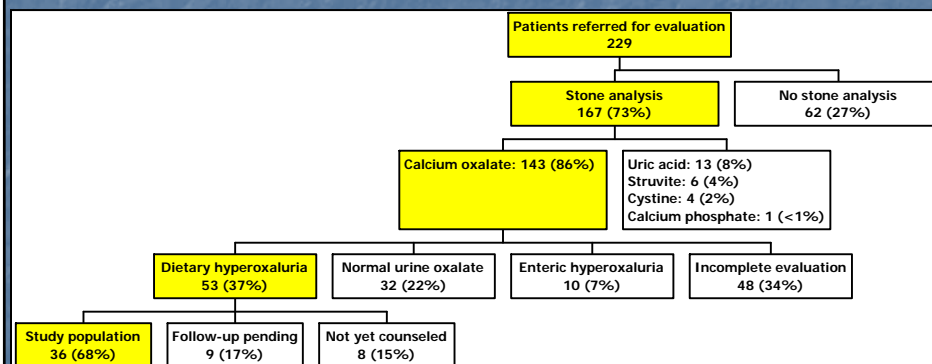 Patients referred for evaluation
229
Stone analysis
167 (73%)
No stone analysis
62 (27%)
Calcium oxalate: 143 (86%)
Uric acid: 13 (8%)
Struvite: 6 (4%)
Cystine: 4 (2%)
Calcium phosphate: 1 (<1%)
Dietary hyperoxaluria
53 (37%)
Normal urine oxalate
32 (22%)
Enteric hyperoxaluria
10 (7%)
Incomplete evaluation
48 (34%)
Study population
36 (68%)
Follow-up pending
9 (17%)
Not yet counseled
8 (15%)